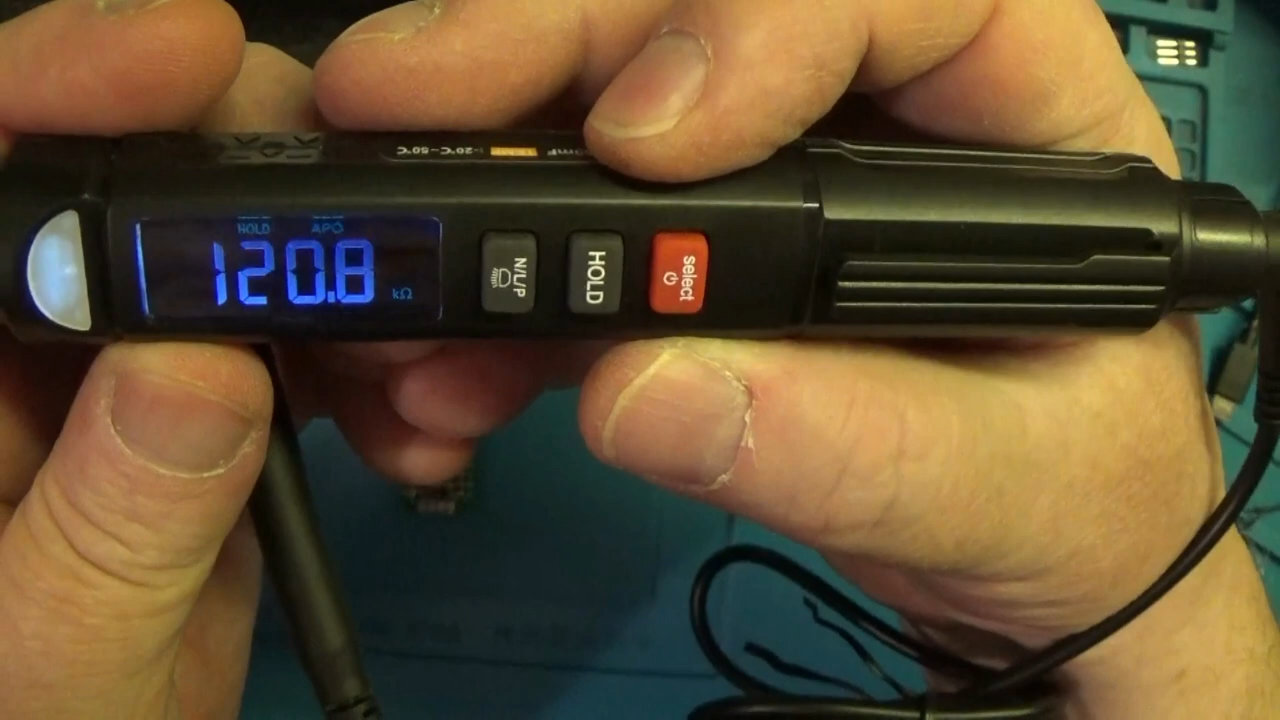 -20℃~50℃
HOLD APO
120.8 kΩ
N/L/P
HOLD
select